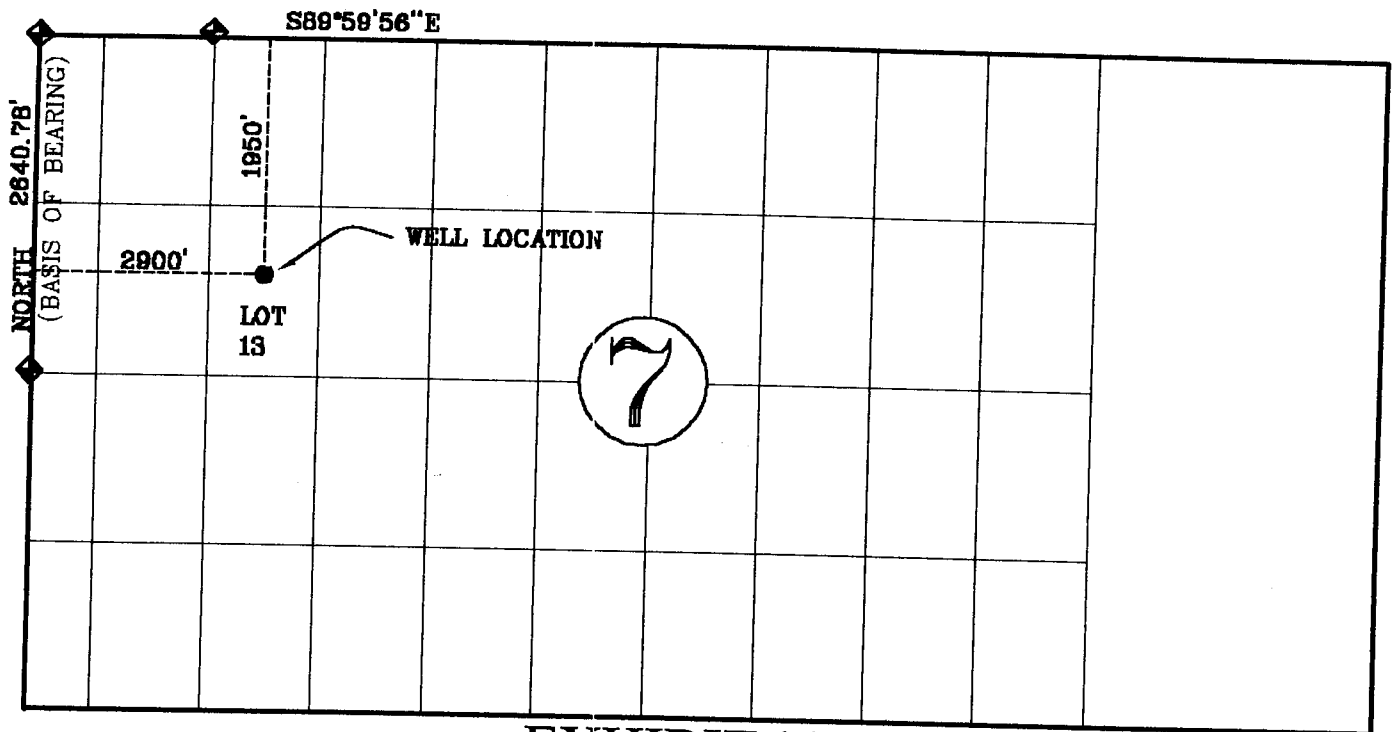 S89°59'56"E
NORTH 2640.78'
(BASIS OF BEARING)
1950'
WELL LOCATION
2900'
LOT
13
7